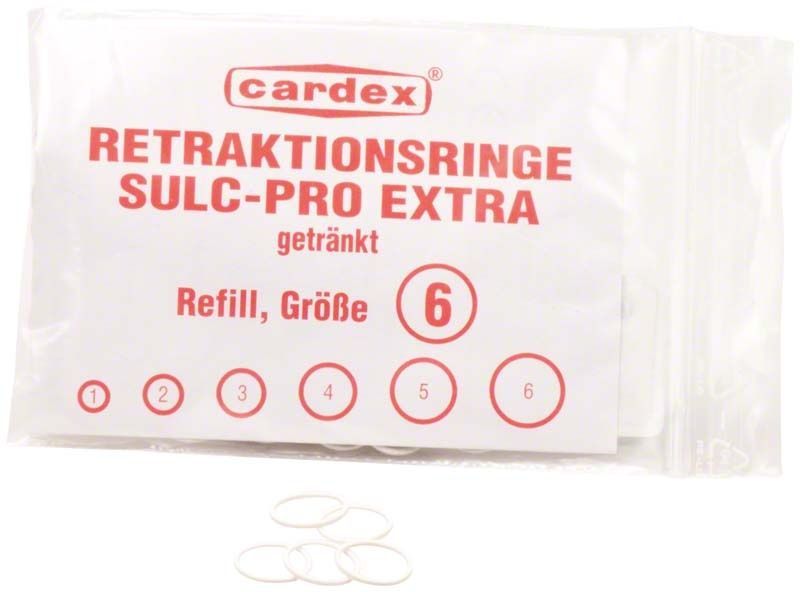 cardex®
RETRAKTIONSRINGE
SULC-PRO EXTRA
getränkt
Refill, Größe 6
1 2 3 4 5 6